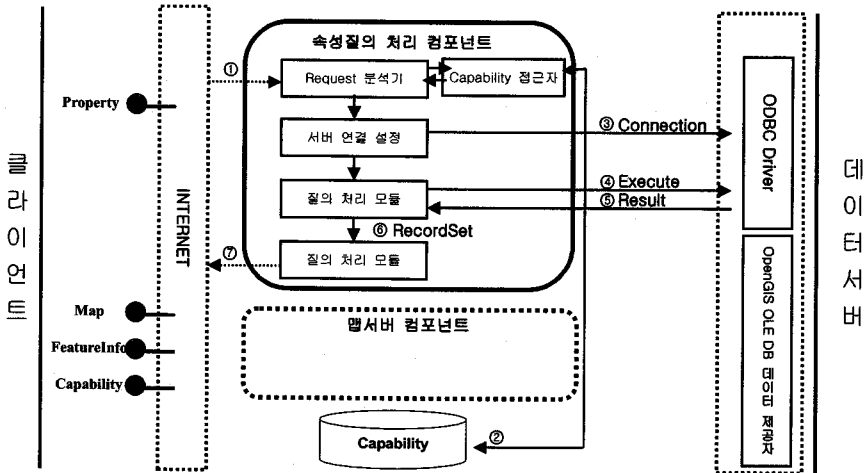 속성질의 처리 컴포넌트
①
Request 분석기
Capability 접근자
Property
서버 연결 설정
③ Connection
ODBC Driver
클라이언트
INTERNET
질의 처리 모듈
④ Execute
⑤ Result
데이터서버
⑥ RecordSet
⑦
질의 처리 모듈
Map
맵서버 컴포넌트
FeatureInfo
Capability
OpenGIS OLE DB 데이터 제공자
Capability
②